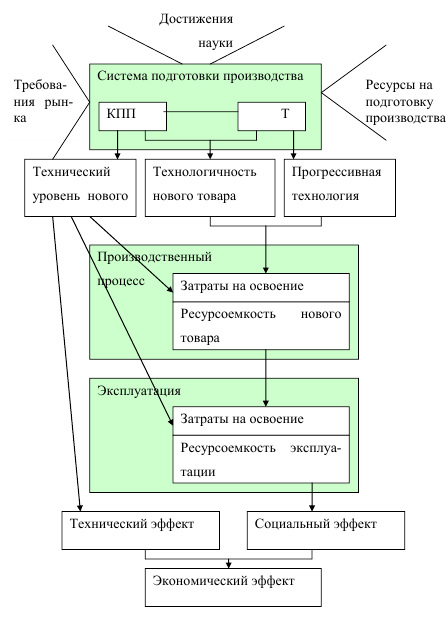 Достижения
науки
Система подготовки производства
Требова-
ния рын-
ка
Ресурсы на
подготовку
производства
КПП
Т
Технический
уровень нового
Технологичность
нового товара
Прогрессивная
технология
Производственный
процесс
Затраты на освоение
Ресурсоемкость нового
товара
Эксплуатация
Затраты на освоение
Ресурсоемкость эксплуа-
тации
Технический эффект
Социальный эффект
Экономический эффект